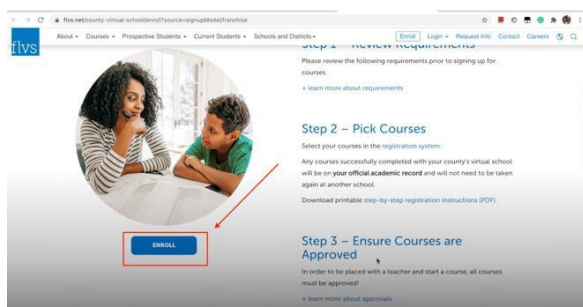 flvs.net/county-virtual-school/enroll?source=signupModal/franchise
flvs
About Courses Prospective Students Current Students Schools and Districts Enroll Login Request Info Contact Careers
Step 1 – Review Requirements
Please review the following requirements prior to signing up for
courses.
+ learn more about requirements
Step 2 – Pick Courses
Select your courses in the registration system.
Any courses successfully completed with your county's virtual school
will be on your official academic record and will not need to be taken
again at another school.
Download printable step-by-step registration instructions (PDF).
ENROLL
Step 3 – Ensure Courses are
Approved
In order to be placed with a teacher and start a course, all courses
must be approved!
+ learn more about approvals